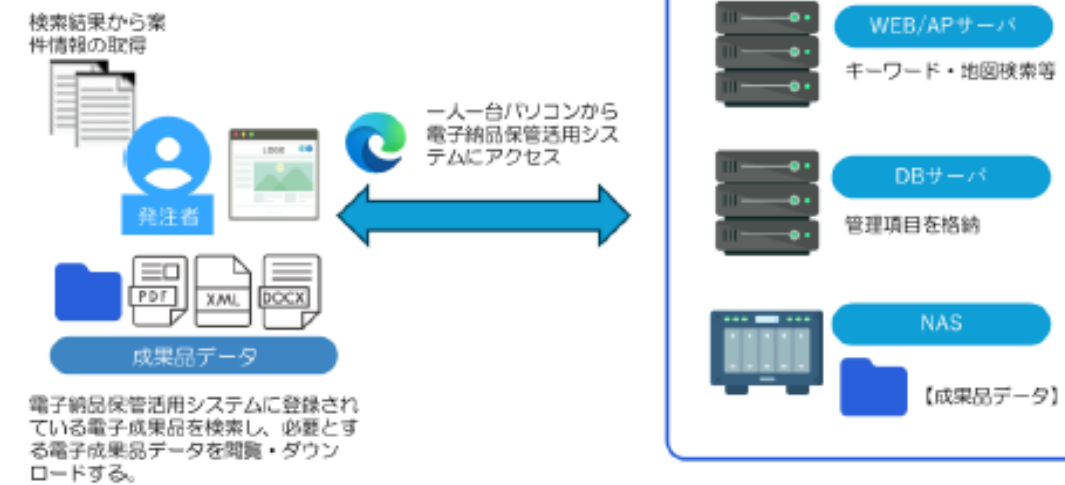 検索結果から案
件情報の取得
発注者
一人一台パソコンから
電子納品保管活用シス
テムにアクセス
PDF
XML
DOCX
成果品データ
電子納品保管活用システムに登録され
ている電子成果品を検索し、必要とす
る電子成果品データを閲覧・ダウン
ロードする。
WEB/APサーバ
キーワード・地図検索等
DBサーバ
管理項目を格納
NAS
【成果品データ】